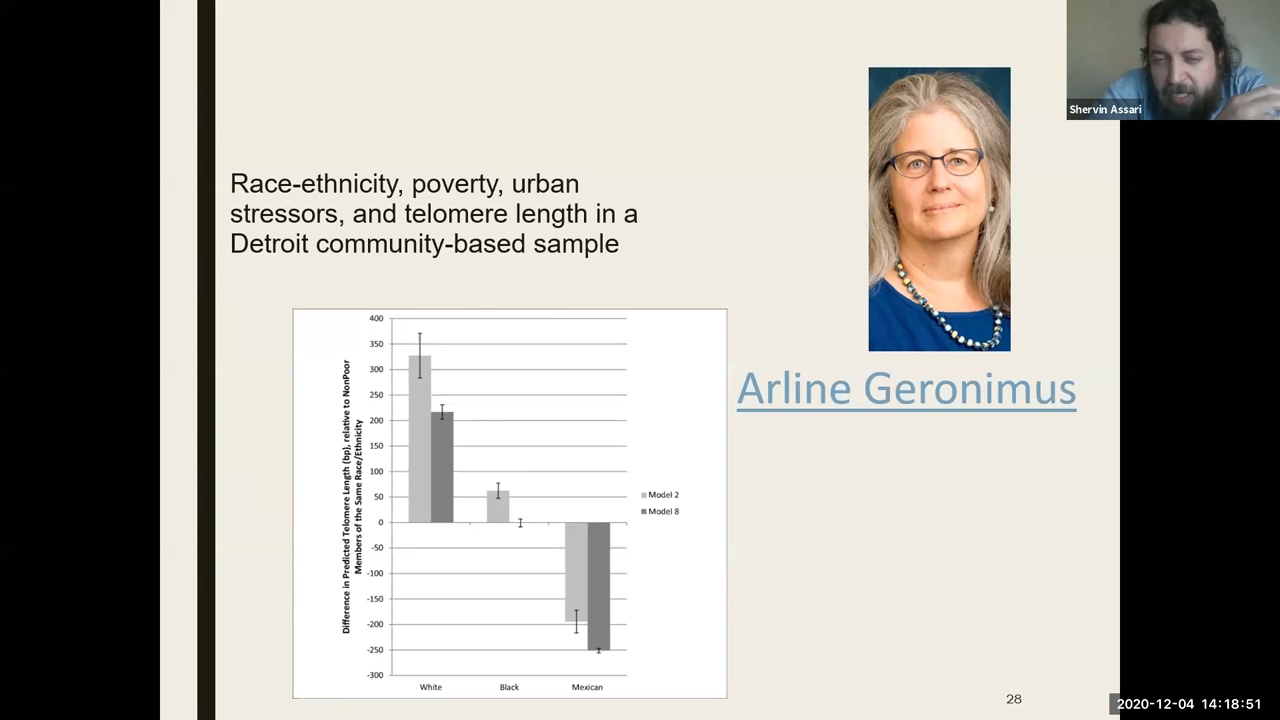 Shervin Assari
Race-ethnicity, poverty, urban
stressors, and telomere length in a
Detroit community-based sample
Arline Geronimus
Difference in Predicted Telomere Length (bp), relative to NonPoor
Members of the Same Race/Ethnicity
400
350
300
250
200
150
100
50
0
-50
-100
-150
-200
-250
-300
White Black Mexican
Model 2
Model 8
28
2020-12-04 14:18:51